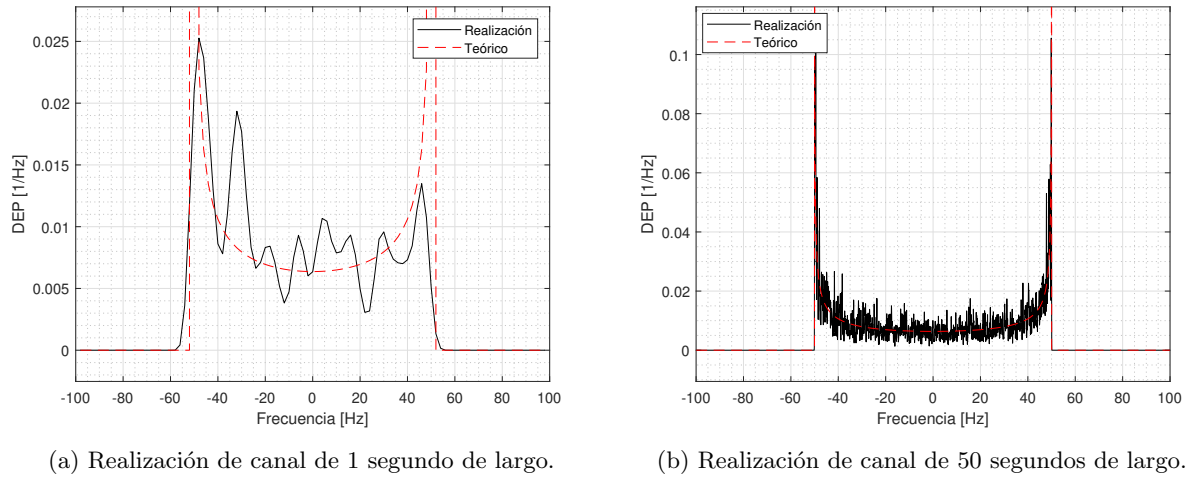 0.025
0.02
0.015
0.01
0.005
0
DEP [1/Hz]
-100 -80 -60 -40 -20 0 20 40 60 80 100
Frecuencia [Hz]
Realización
Teórico
(a) Realización de canal de 1 segundo de largo.
0.1
0.08
0.06
0.04
0.02
0
DEP [1/Hz]
-100 -80 -60 -40 -20 0 20 40 60 80 100
Frecuencia [Hz]
Realización
Teórico
(b) Realización de canal de 50 segundos de largo.